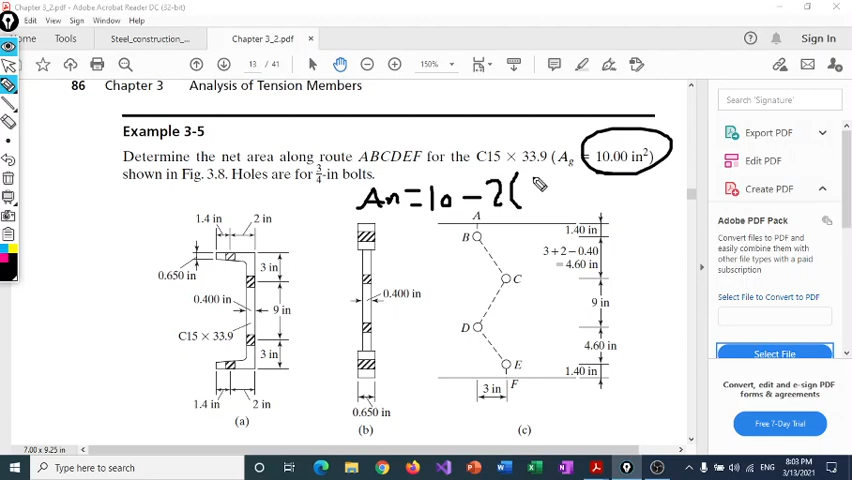 Chapter 3_2.pdf - Adobe Acrobat Reader DC (32-bit)
Edit View Sign Window Help
Tools
Steel_construction_...
Chapter 3_2.pdf
Sign In
13 / 41
150%
86 Chapter 3 Analysis of Tension Members
Example 3-5
Determine the net area along route ABCDEF for the C15 × 33.9 (Ag = 10.00 in²)
shown in Fig. 3.8. Holes are for 3/4-in bolts.
An = 10 - 2(
1.4 in
2 in
0.650 in
3 in
0.400 in
9 in
C15 × 33.9
3 in
1.4 in
2 in
(a)
0.400 in
0.650 in
(b)
A
B
C
D
E
F
1.40 in
3 + 2 − 0.40
= 4.60 in
9 in
4.60 in
1.40 in
3 in
(c)
Search 'Signature'
Export PDF
Edit PDF
Create PDF
Adobe PDF Pack
Convert files to PDF and
easily combine them with
other file types with a paid
subscription
Select File to Convert to PDF
Select File
Convert, edit and e-sign PDF
forms & agreements
Free 7-Day Trial
7.00 x 9.25 in
Type here to search
ENG
8:03 PM
3/13/2021